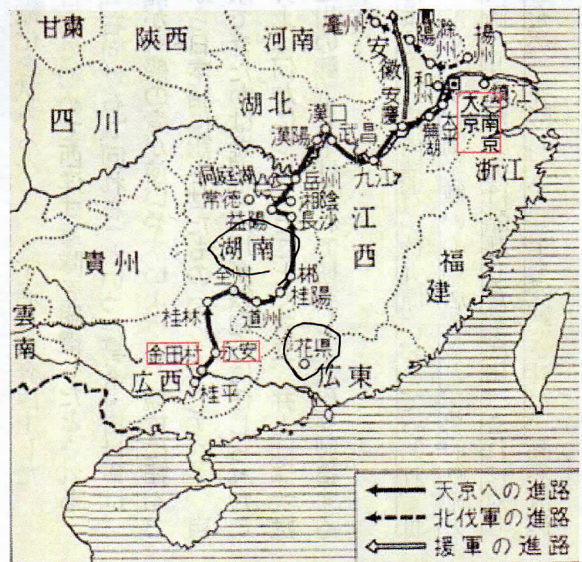 甘粛
陝西
河南
亳州
鳳陽
滁州
揚州
安徽
和州
鎮江
天京
南京
太平
蕪湖
安慶
浙江
四川
湖北
漢口
漢陽
武昌
九江
洞庭湖
岳州
常徳
湘陰
益陽
長沙
江西
湖南
貴州
福建
全州
郴
桂陽
道州
桂林
雲南
花県
金田村
永安
広西
桂平
広東
天京への進路
北伐軍の進路
援軍の進路